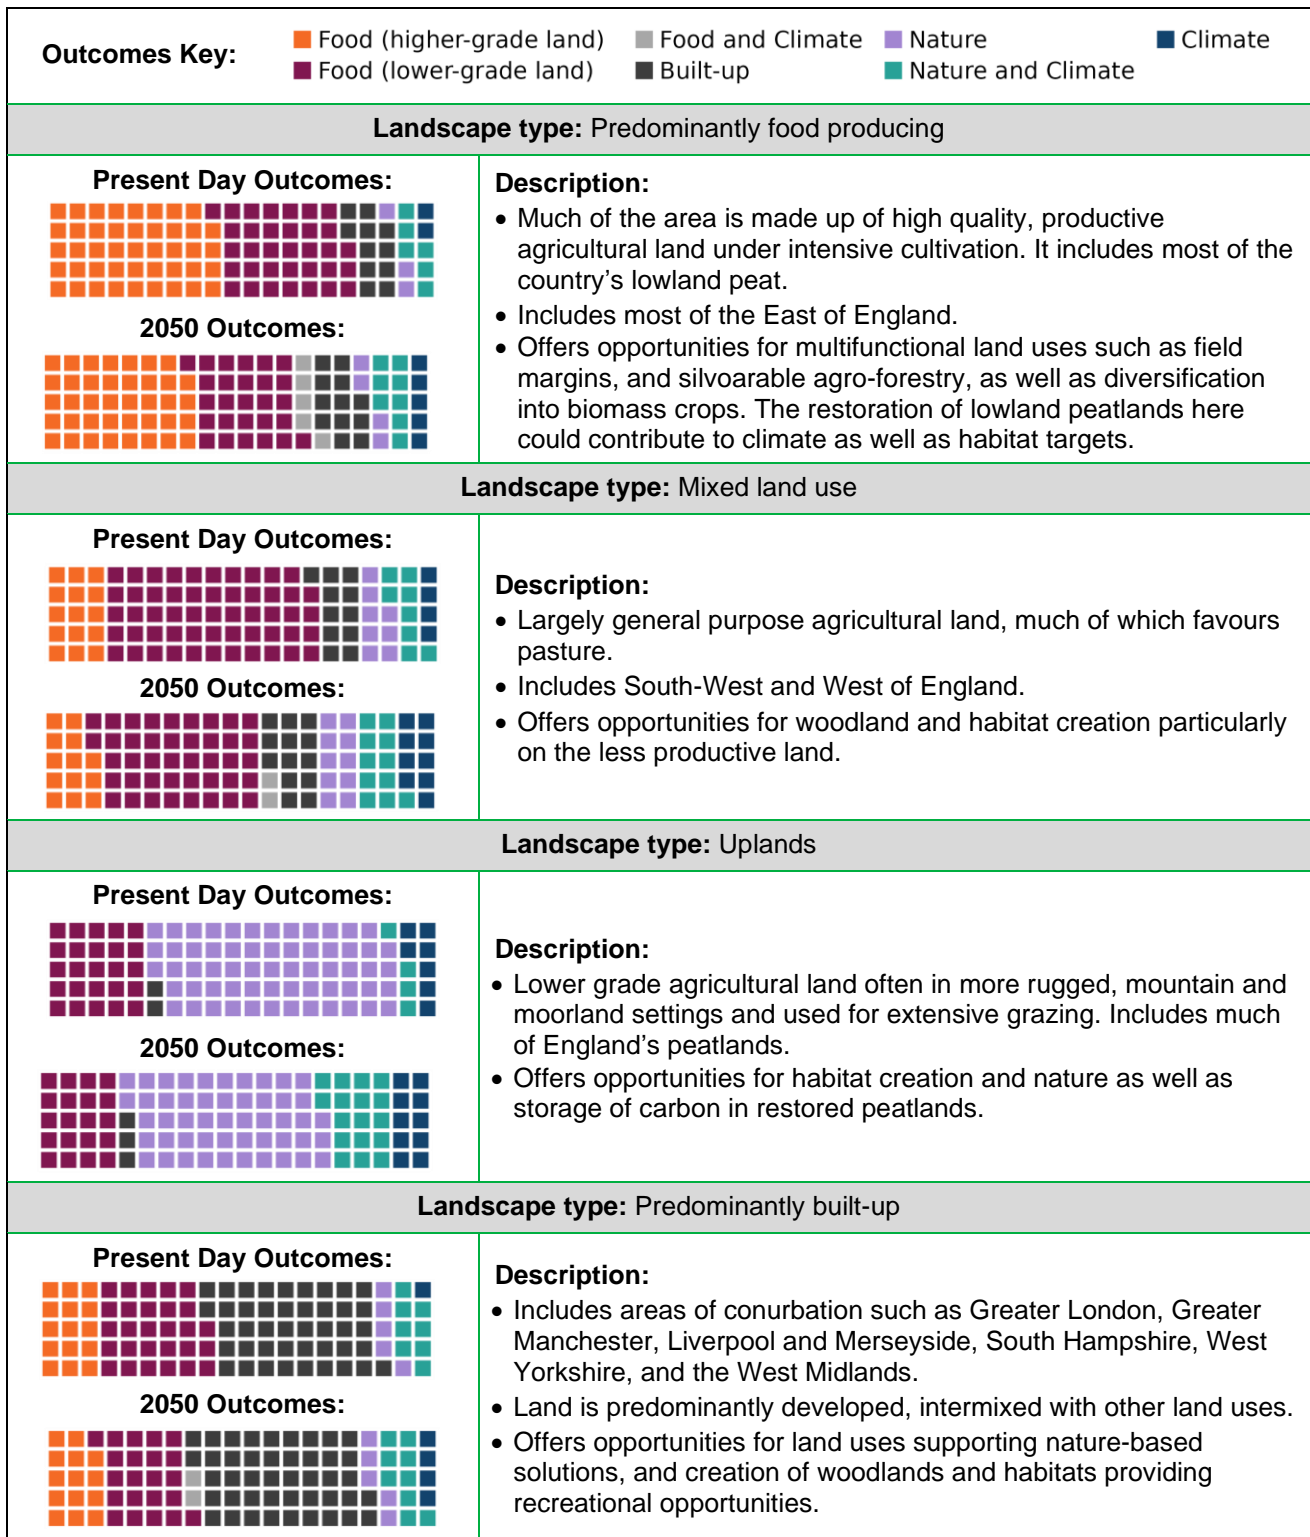 Outcomes Key:
Food (higher-grade land)
Food and Climate
Nature
Climate
Food (lower-grade land)
Built-up
Nature and Climate
Landscape type: Predominantly food producing
Present Day Outcomes:
2050 Outcomes:
Description:
• Much of the area is made up of high quality, productive
agricultural land under intensive cultivation. It includes most of the
country's lowland peat.
• Includes most of the East of England.
• Offers opportunities for multifunctional land uses such as field
margins, and silvoarable agro-forestry, as well as diversification
into biomass crops. The restoration of lowland peatlands here
could contribute to climate as well as habitat targets.
Landscape type: Mixed land use
Present Day Outcomes:
2050 Outcomes:
Description:
• Largely general purpose agricultural land, much of which favours
pasture.
• Includes South-West and West of England.
• Offers opportunities for woodland and habitat creation particularly
on the less productive land.
Landscape type: Uplands
Present Day Outcomes:
2050 Outcomes:
Description:
• Lower grade agricultural land often in more rugged, mountain and
moorland settings and used for extensive grazing. Includes much
of England's peatlands.
• Offers opportunities for habitat creation and nature as well as
storage of carbon in restored peatlands.
Landscape type: Predominantly built-up
Present Day Outcomes:
2050 Outcomes:
Description:
• Includes areas of conurbation such as Greater London, Greater
Manchester, Liverpool and Merseyside, South Hampshire, West
Yorkshire, and the West Midlands.
• Land is predominantly developed, intermixed with other land uses.
• Offers opportunities for land uses supporting nature-based
solutions, and creation of woodlands and habitats providing
recreational opportunities.